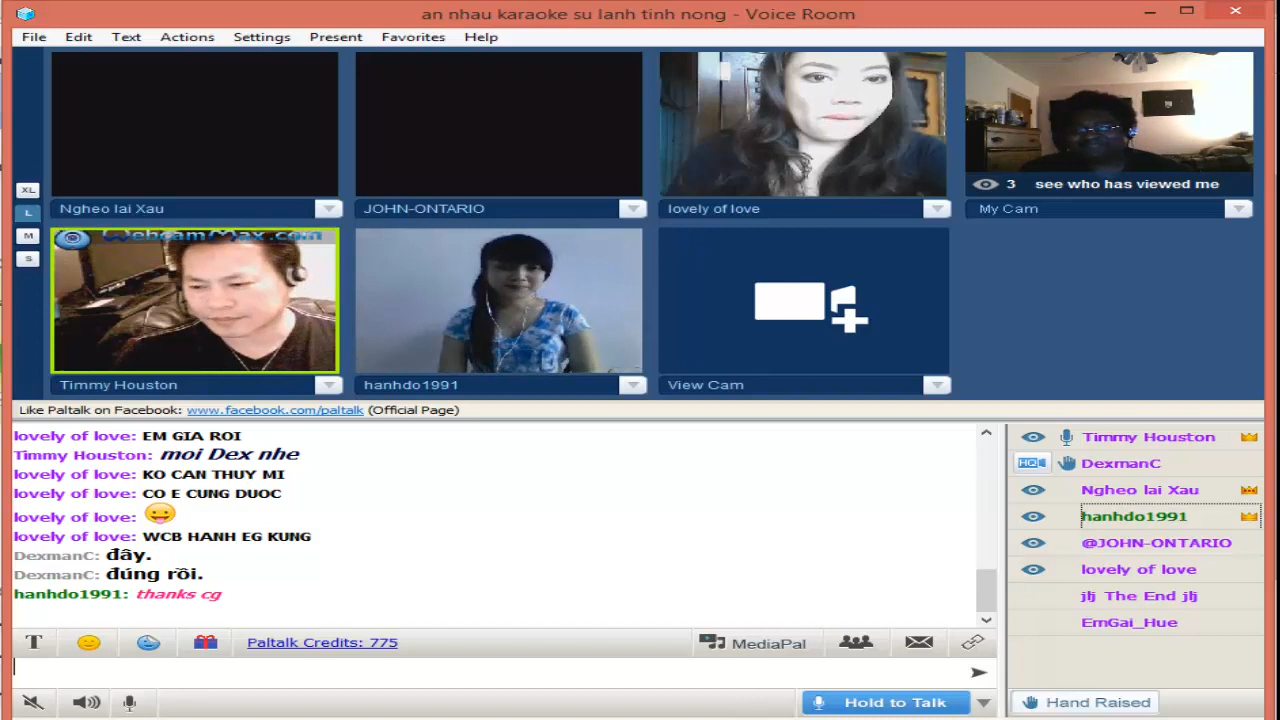 an nhau karaoke su lanh tinh nong - Voice Room
File Edit Text Actions Settings Present Favorites Help
XL
L
M
S
3 see who has viewed me
Ngheo lai Xau
JOHN-ONTARIO
lovely of love
My Cam
WebcamMax.com
Timmy Houston
hanhdo1991
View Cam
Like Paltalk on Facebook: www.facebook.com/paltalk (Official Page)
lovely of love: EM GIA ROI
Timmy Houston: moi Dex nhe
lovely of love: KO CAN THUY MI
lovely of love: CO E CUNG DUOC
lovely of love: 😛
lovely of love: WCB HANH EG KUNG
DexmanC: đây.
DexmanC: đúng rồi.
hanhdo1991: thanks cg
Timmy Houston
HQ DexmanC
Ngheo lai Xau
hanhdo1991
@JOHN-ONTARIO
lovely of love
jlj The End jlj
EmGai_Hue
T Paltalk Credits: 775 MediaPal
Hold to Talk
Hand Raised